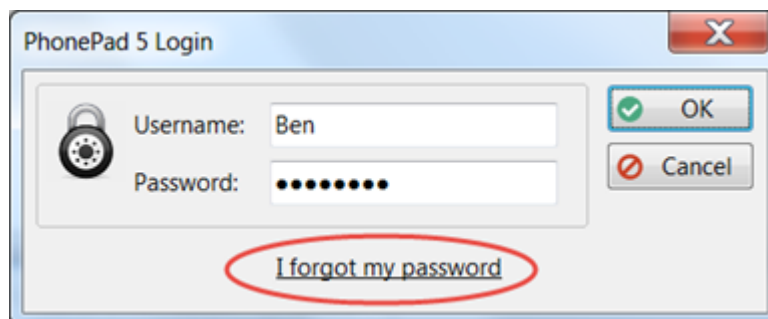 PhonePad 5 Login
Username: Ben
OK
Password: ●●●●●●●●
Cancel
I forgot my password